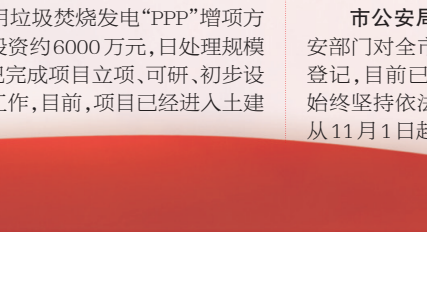 用垃圾焚烧发电“PPP”增项方
投资约6000万元,日处理规模
已完成项目立项、可研、初步设
工作,目前,项目已经进入土建
市公安局
安部门对全市
登记,目前已
始终坚持依法
从11月1日起